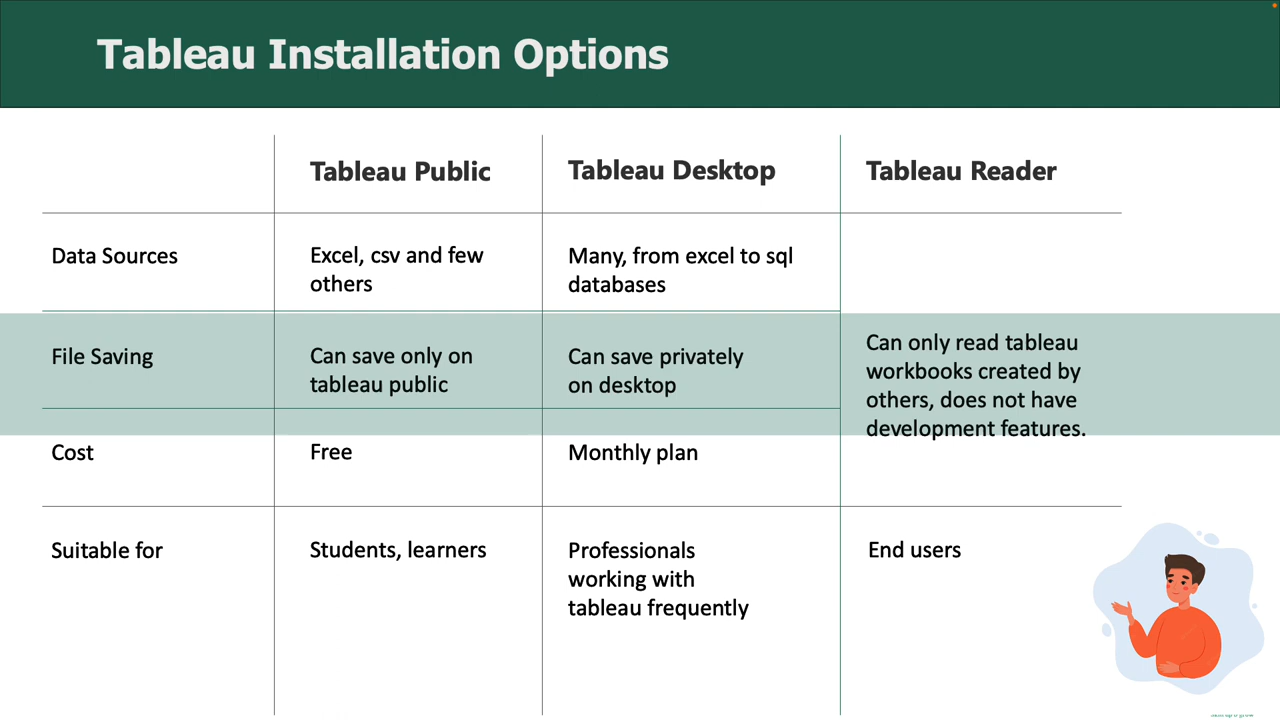 Tableau Installation Options
Tableau Public
Tableau Desktop
Tableau Reader
Data Sources
Excel, csv and few
others
Many, from excel to sql
databases
File Saving
Can save only on
tableau public
Can save privately
on desktop
Can only read tableau
workbooks created by
others, does not have
development features.
Cost
Free
Monthly plan
Suitable for
Students, learners
Professionals
working with
tableau frequently
End users